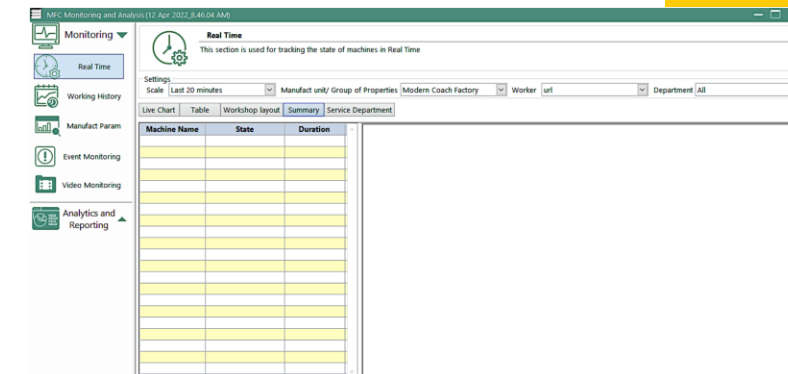 MFC Monitoring and Analysis(12 Apr 2022_8.46.04 AM)
Monitoring
Real Time
Working History
Manufact Param
Event Monitoring
Video Monitoring
Analytics and
Reporting
Real Time
This section is used for tracking the state of machines in Real Time
Settings
Scale Last 20 minutes Manufact unit/ Group of Properties Modern Coach Factory Worker url Department All
Live Chart Table Workshop layout Summary Service Department
Machine Name State Duration